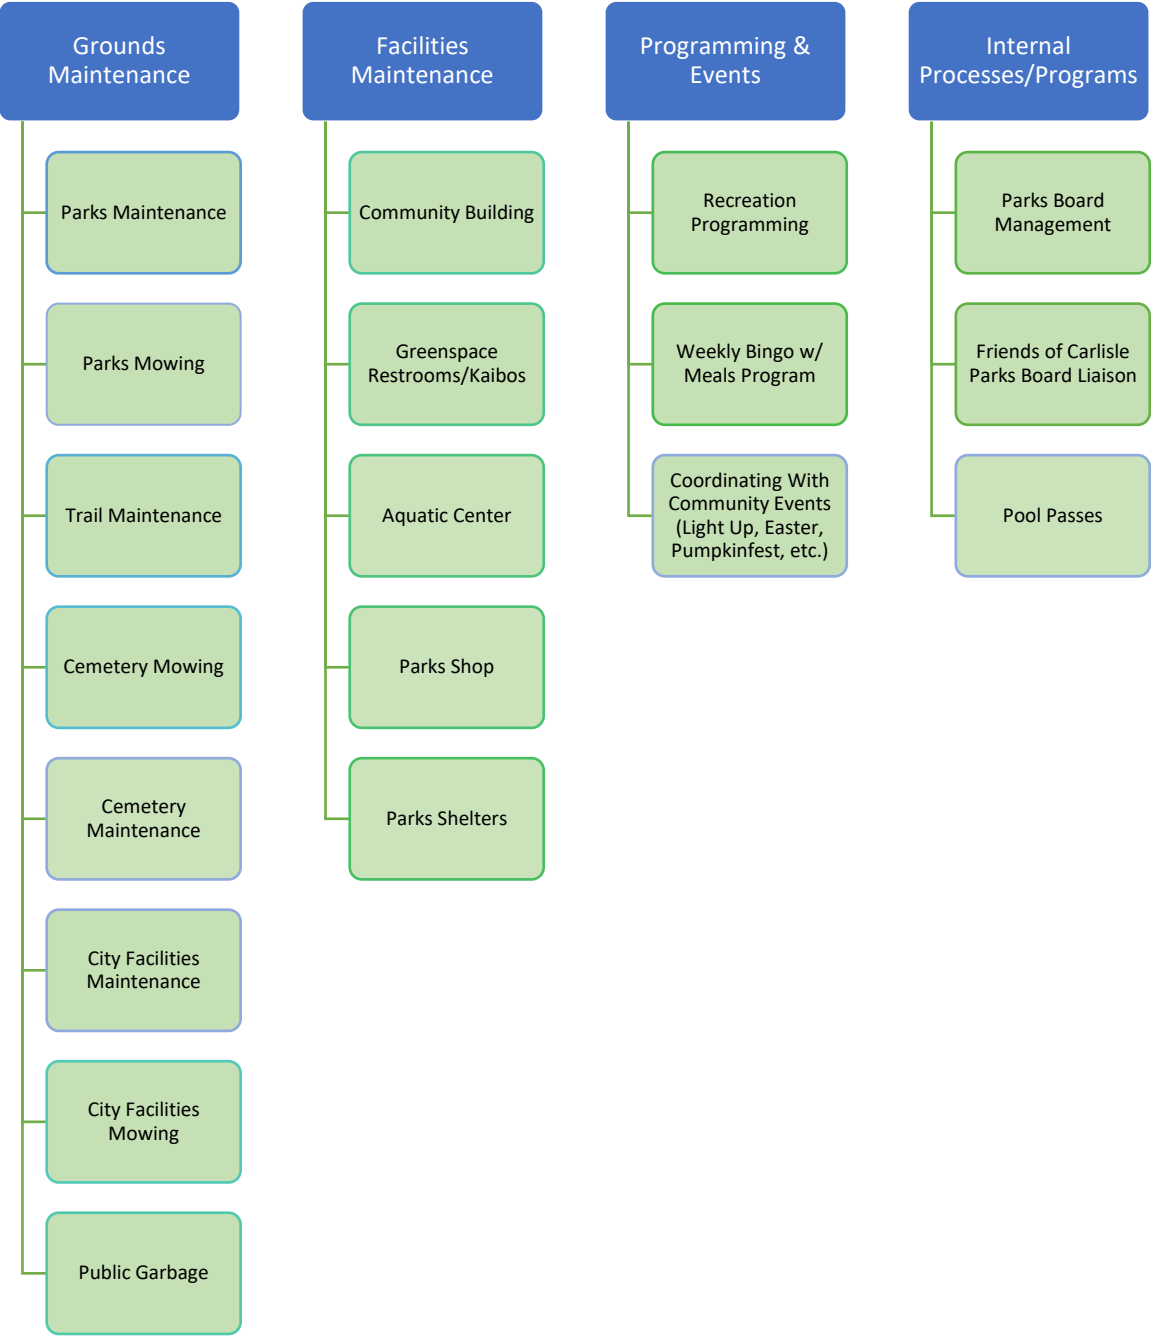 Grounds
Maintenance
Parks Maintenance
Parks Mowing
Trail Maintenance
Cemetery Mowing
Cemetery
Maintenance
City Facilities
Maintenance
City Facilities
Mowing
Public Garbage
Facilities
Maintenance
Community Building
Greenspace
Restrooms/Kaibos
Aquatic Center
Parks Shop
Parks Shelters
Programming &
Events
Recreation
Programming
Weekly Bingo w/
Meals Program
Coordinating With
Community Events
(Light Up, Easter,
Pumpkinfest, etc.)
Internal
Processes/Programs
Parks Board
Management
Friends of Carlisle
Parks Board Liaison
Pool Passes